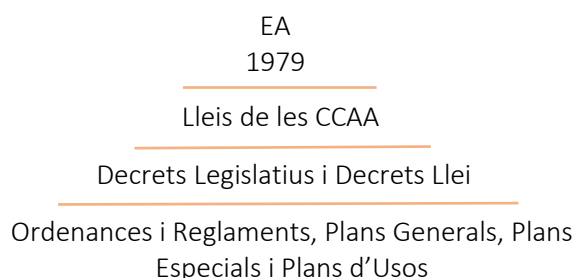 EA
1979
Lleis de les CCAA
Decrets Legislatius i Decrets Llei
Ordenances i Reglaments, Plans Generals, Plans
Especials i Plans d’Usos